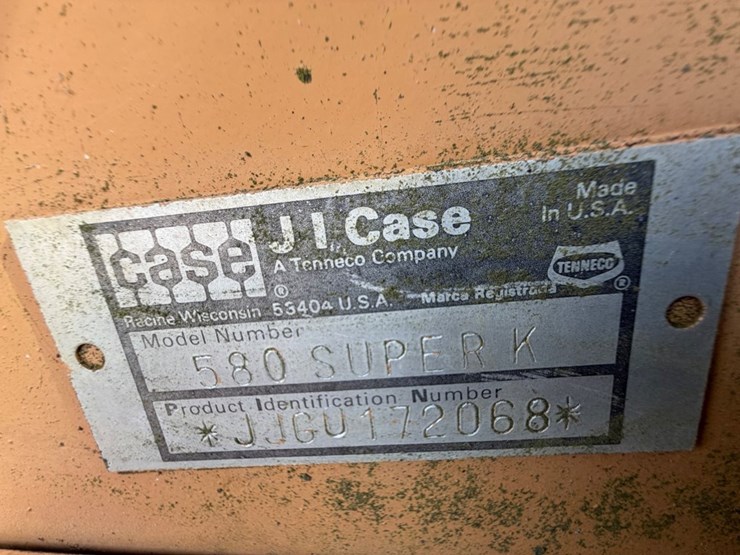 Made
In U.S.A.
case
J I Case
A Tenneco Company
TENNECO
®
®
Racine Wisconsin 53404 U.S.A. Marca Registrada
Model Number
580 SUPER K
Product Identification Number
*JJG0172068*